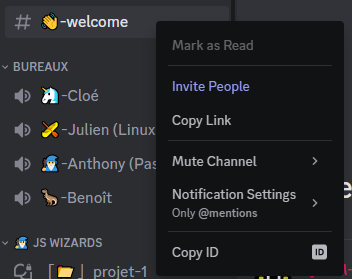 # 👋-welcome
Mark as Read
Invite People
Copy Link
Mute Channel
Notification Settings
Only @mentions
Copy ID
ID
BUREAUX
-Cloé
-Julien (Linux
-Anthony (Pas
-Benoît
JS WIZARDS
[📁] projet-1